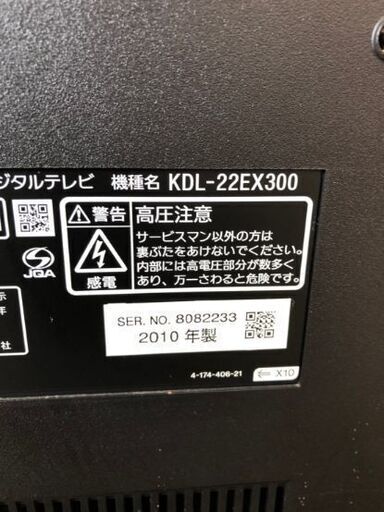 ジタルテレビ 機種名 KDL-22EX300
警告 高圧注意
サービスマン以外の方は
裏ぶたをあけないでください。
内部には高電圧部分が数多く
あり、万一さわると危険です。
感電
JQA
示
年
社
SER. NO. 8082233
2010 年製
4-174-406-21
X10